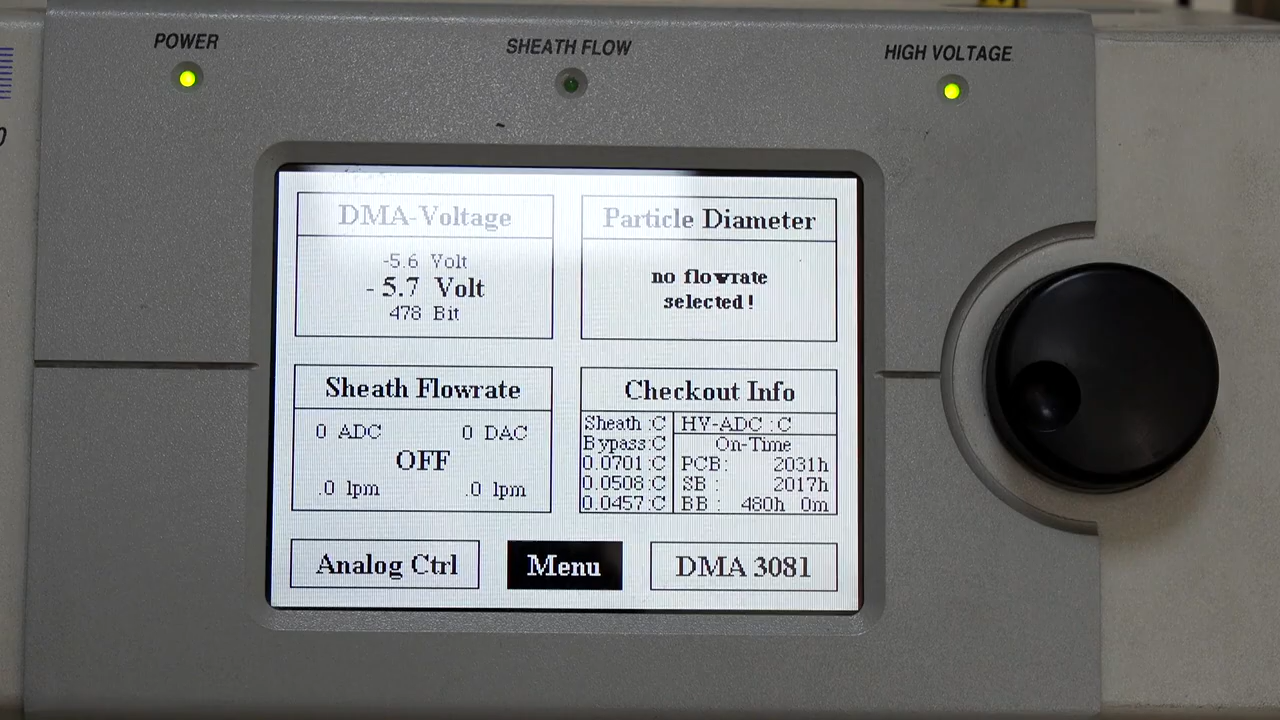 POWER
SHEATH FLOW
HIGH VOLTAGE
0
DMA-Voltage
-5.6 Volt
- 5.7 Volt
478 Bit
Particle Diameter
no flowrate
selected!
Sheath Flowrate
0 ADC 0 DAC
OFF
.0 lpm .0 lpm
Checkout Info
Sheath :C HV-ADC :C
Bypass:C On-Time
0.0701 :C PCB: 2031h
0.0508 :C SB : 2017h
0.0457 :C BB : 480h 0m
Analog Ctrl
Menu
DMA 3081